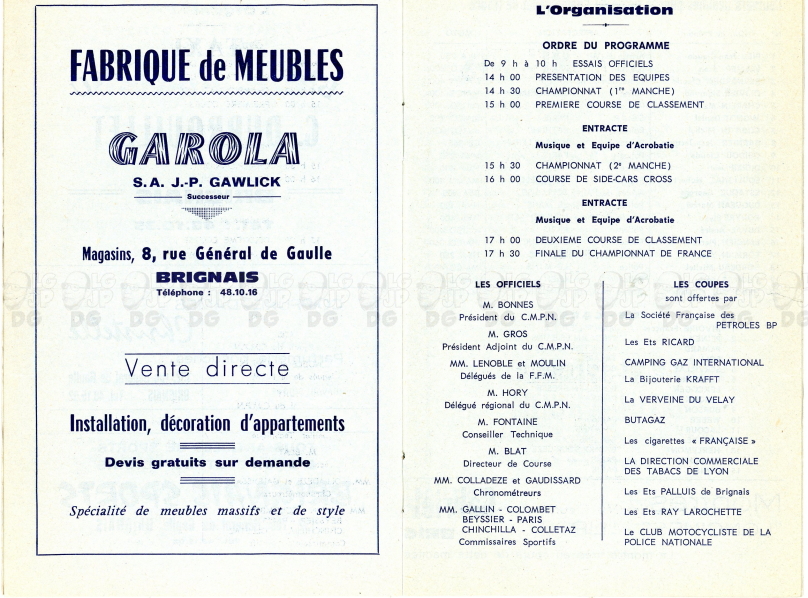 FABRIQUE de MEUBLES
GAROLA
S.A. J.-P. GAWLICK
Successeur
Magasins, 8, rue Général de Gaulle
BRIGNAIS
Téléphone : 48.10.16
Vente directe
Installation, décoration d'appartements
Devis gratuits sur demande
Spécialité de meubles massifs et de style
L'Organisation
ORDRE DU PROGRAMME
De 9 h à 10 h ESSAIS OFFICIELS
14 h 00 PRESENTATION DES EQUIPES
14 h 30 CHAMPIONNAT (1re MANCHE)
15 h 00 PREMIERE COURSE DE CLASSEMENT
ENTRACTE
Musique et Equipe d'Acrobatie
15 h 30 CHAMPIONNAT (2e MANCHE)
16 h 00 COURSE DE SIDE-CARS CROSS
ENTRACTE
Musique et Equipe d'Acrobatie
17 h 00 DEUXIEME COURSE DE CLASSEMENT
17 h 30 FINALE DU CHAMPIONNAT DE FRANCE
LES OFFICIELS
M. BONNES
Président du C.M.P.N.
M. GROS
Président Adjoint du C.M.P.N.
MM. LENOBLE et MOULIN
Délégués de la F.F.M.
M. HORY
Délégué régional du C.M.P.N.
M. FONTAINE
Conseiller Technique
M. BLAT
Directeur de Course
MM. COLLADEZE et GAUDISSARD
Chronométreurs
MM. GALLIN - COLOMBET
BEYSSIER - PARIS
CHINCHILLA - COLLETAZ
Commissaires Sportifs
LES COUPES
sont offertes par
La Société Française des
PETROLES BP
Les Ets RICARD
CAMPING GAZ INTERNATIONAL
La Bijouterie KRAFFT
La VERVEINE DU VELAY
BUTAGAZ
Les cigarettes « FRANÇAISE »
LA DIRECTION COMMERCIALE
DES TABACS DE LYON
Les Ets PALLUIS de Brignais
Les Ets RAY LAROCHETTE
Le CLUB MOTOCYCLISTE DE LA
POLICE NATIONALE